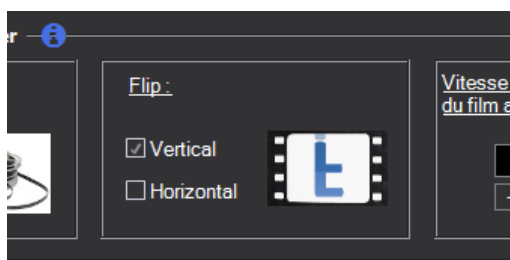 er
Flip :
Vertical
Horizontal
Vitesse
du film a